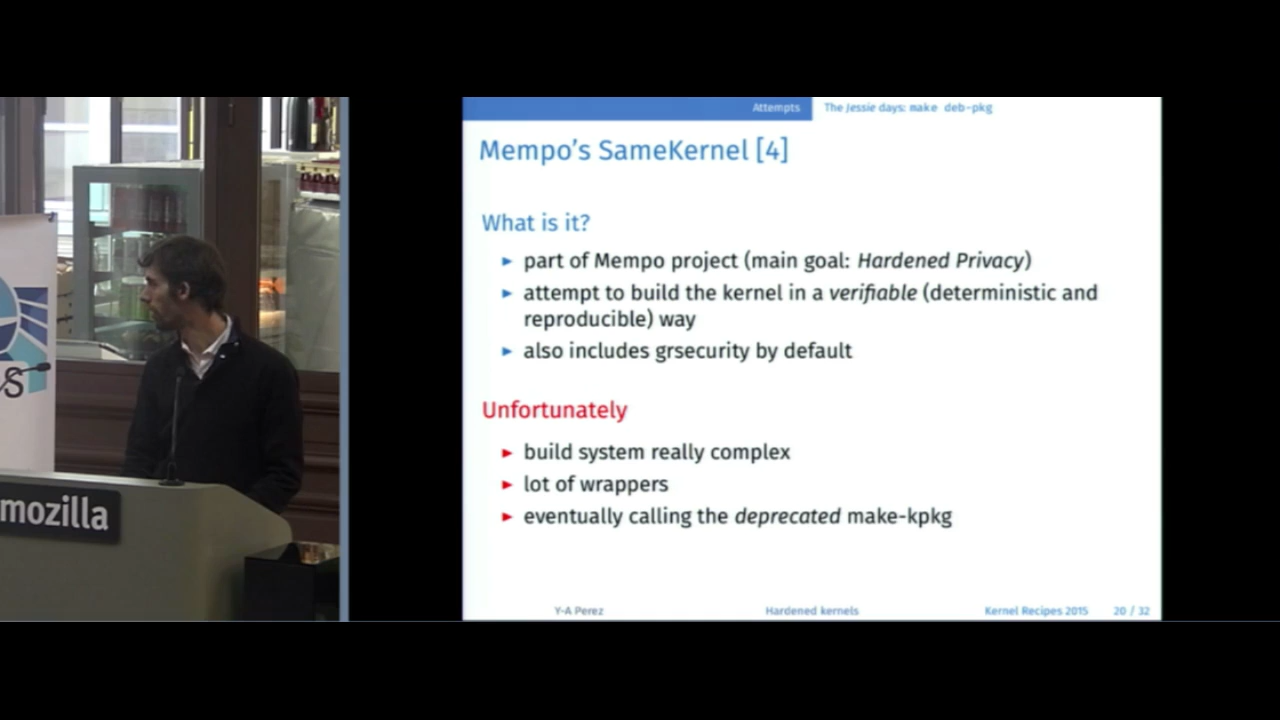 Attempts
The Jessie days: make deb-pkg
Mempo's SameKernel [4]
What is it?
► part of Mempo project (main goal: Hardened Privacy)
► attempt to build the kernel in a verifiable (deterministic and
reproducible) way
► also includes grsecurity by default
Unfortunately
► build system really complex
► lot of wrappers
► eventually calling the deprecated make-kpkg
Y-A Perez
Hardened kernels
Kernel Recipes 2015
20 / 32
mozilla